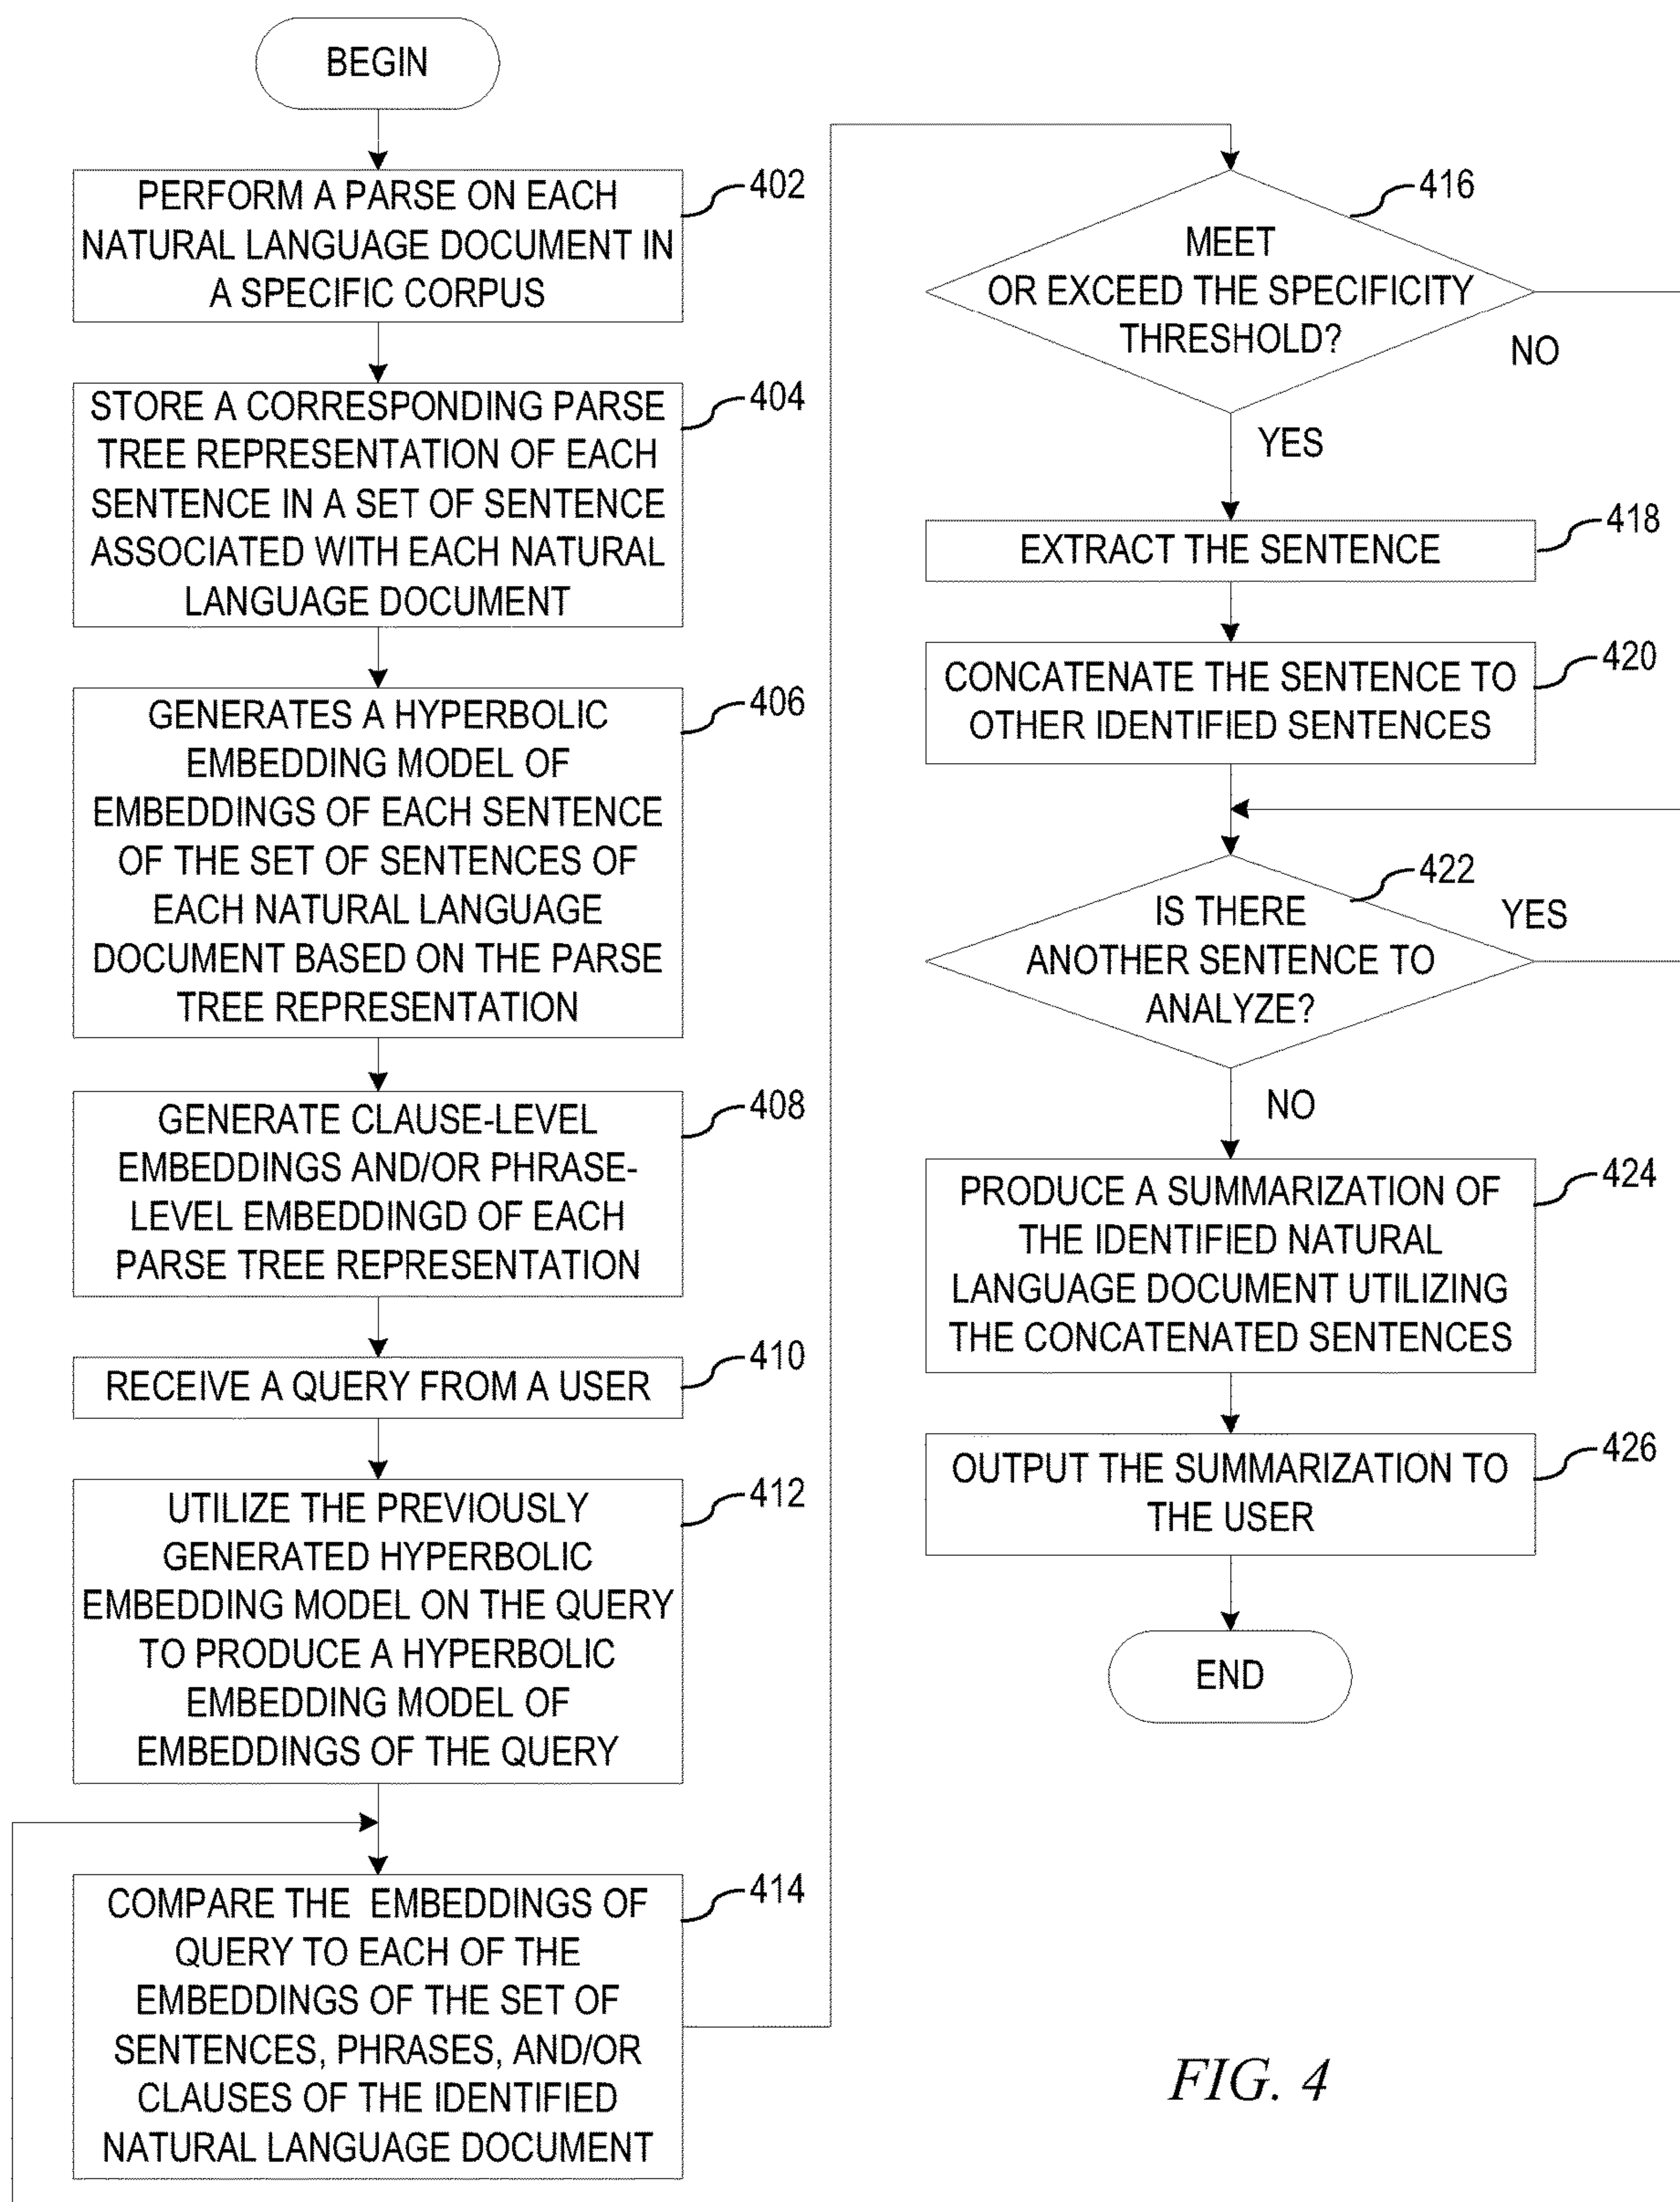 BEGIN
PERFORM A PARSE ON EACH
NATURAL LANGUAGE DOCUMENT IN
A SPECIFIC CORPUS
402
STORE A CORRESPONDING PARSE
TREE REPRESENTATION OF EACH
SENTENCE IN A SET OF SENTENCE
ASSOCIATED WITH EACH NATURAL
LANGUAGE DOCUMENT
404
GENERATES A HYPERBOLIC
EMBEDDING MODEL OF
EMBEDDINGS OF EACH SENTENCE
OF THE SET OF SENTENCES OF
EACH NATURAL LANGUAGE
DOCUMENT BASED ON THE PARSE
TREE REPRESENTATION
406
GENERATE CLAUSE-LEVEL
EMBEDDINGS AND/OR PHRASE-
LEVEL EMBEDDINGD OF EACH
PARSE TREE REPRESENTATION
408
RECEIVE A QUERY FROM A USER
410
UTILIZE THE PREVIOUSLY
GENERATED HYPERBOLIC
EMBEDDING MODEL ON THE QUERY
TO PRODUCE A HYPERBOLIC
EMBEDDING MODEL OF
EMBEDDINGS OF THE QUERY
412
COMPARE THE EMBEDDINGS OF
QUERY TO EACH OF THE
EMBEDDINGS OF THE SET OF
SENTENCES, PHRASES, AND/OR
CLAUSES OF THE IDENTIFIED
NATURAL LANGUAGE DOCUMENT
414
MEET
OR EXCEED THE SPECIFICITY
THRESHOLD?
416
NO
YES
EXTRACT THE SENTENCE
418
CONCATENATE THE SENTENCE TO
OTHER IDENTIFIED SENTENCES
420
IS THERE
ANOTHER SENTENCE TO
ANALYZE?
422
YES
NO
PRODUCE A SUMMARIZATION OF
THE IDENTIFIED NATURAL
LANGUAGE DOCUMENT UTILIZING
THE CONCATENATED SENTENCES
424
OUTPUT THE SUMMARIZATION TO
THE USER
426
END
FIG. 4